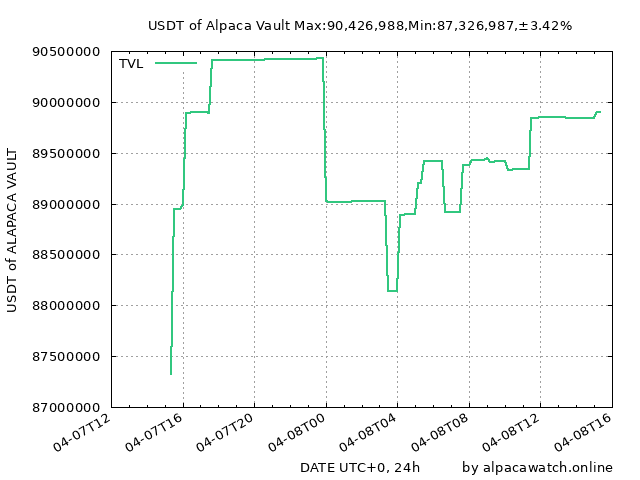 USDT of Alpaca Vault Max:90,426,988,Min:87,326,987,±3.42%
TVL
90500000
90000000
89500000
89000000
88500000
88000000
87500000
87000000
USDT of ALAPACA VAULT
04-07T12
04-07T16
04-07T20
04-08T00
04-08T04
04-08T08
04-08T12
04-08T16
DATE UTC+0, 24h
by alpacawatch.online